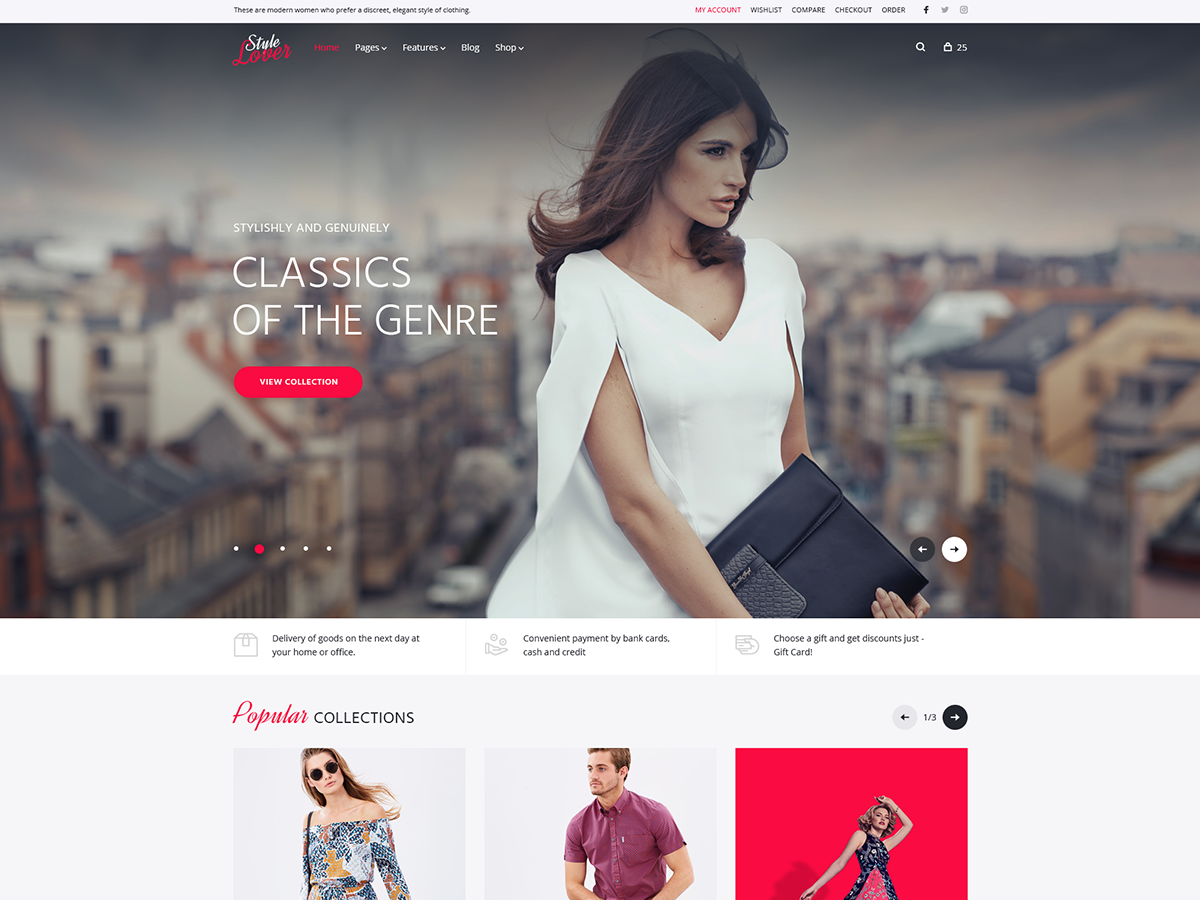 These are modern women who prefer a discreet, elegant style of clothing.
MY ACCOUNT WISHLIST COMPARE CHECKOUT ORDER
Style
Lover
Home Pages Features Blog Shop
25
STYLISHLY AND GENUINELY
CLASSICS
OF THE GENRE
VIEW COLLECTION
Delivery of goods on the next day at
your home or office.
Convenient payment by bank cards,
cash and credit
Choose a gift and get discounts just -
Gift Card!
Popular COLLECTIONS
1/3